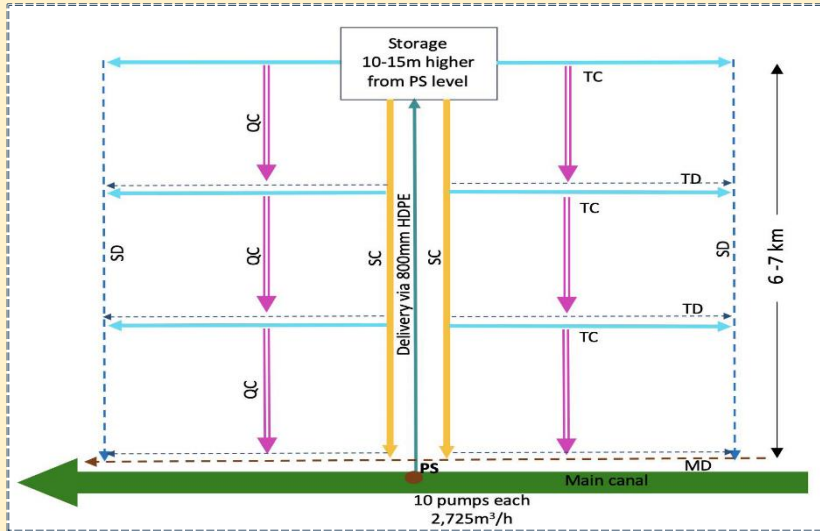 Storage
10-15m higher
from PS level
TC
QC
TD
TC
SD
QC
SC
Delivery via 800mm HDPE
SC
SD
6 -7 km
TD
TC
QC
PS
MD
Main canal
10 pumps each
2,725m³/h